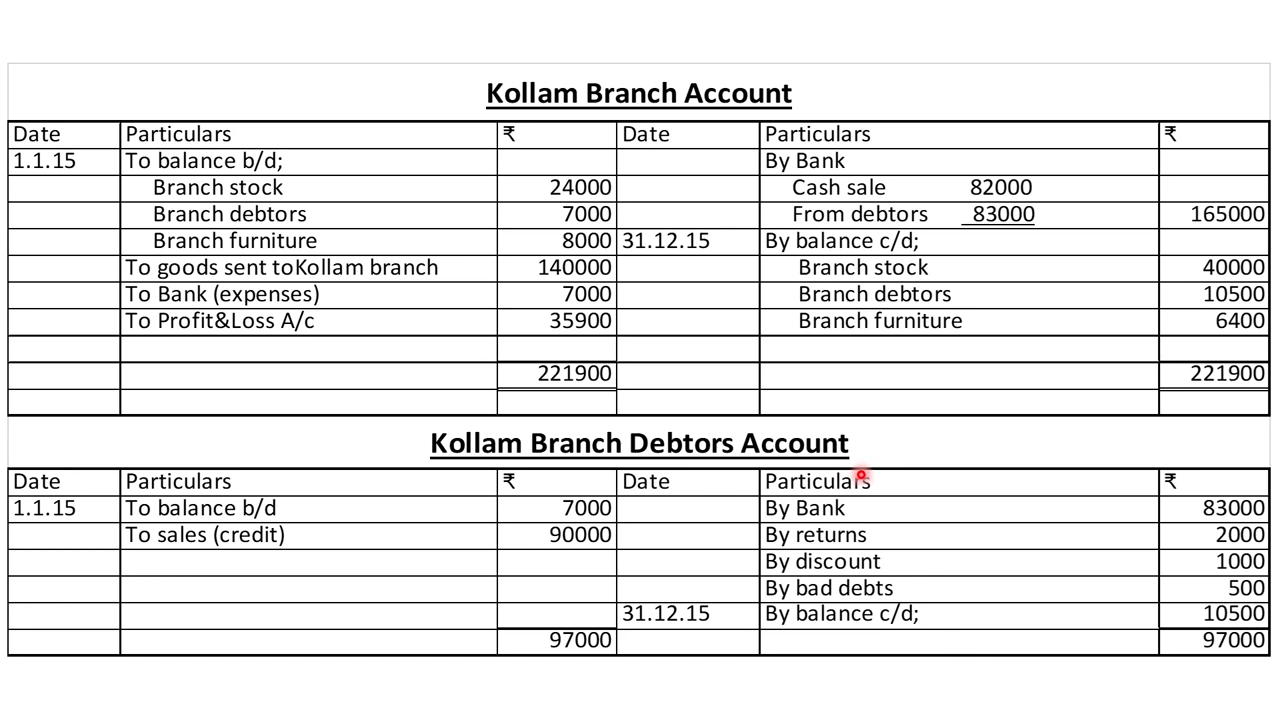 Kollam Branch Account
Date Particulars ₹ Date Particulars ₹
1.1.15 To balance b/d; By Bank
Branch stock 24000 Cash sale 82000
Branch debtors 7000 From debtors 83000 165000
Branch furniture 8000 31.12.15 By balance c/d;
To goods sent toKollam branch 140000 Branch stock 40000
To Bank (expenses) 7000 Branch debtors 10500
To Profit&Loss A/c 35900 Branch furniture 6400
221900 221900
Kollam Branch Debtors Account
Date Particulars ₹ Date Particulars ₹
1.1.15 To balance b/d 7000 By Bank 83000
To sales (credit) 90000 By returns 2000
By discount 1000
By bad debts 500
31.12.15 By balance c/d; 10500
97000 97000